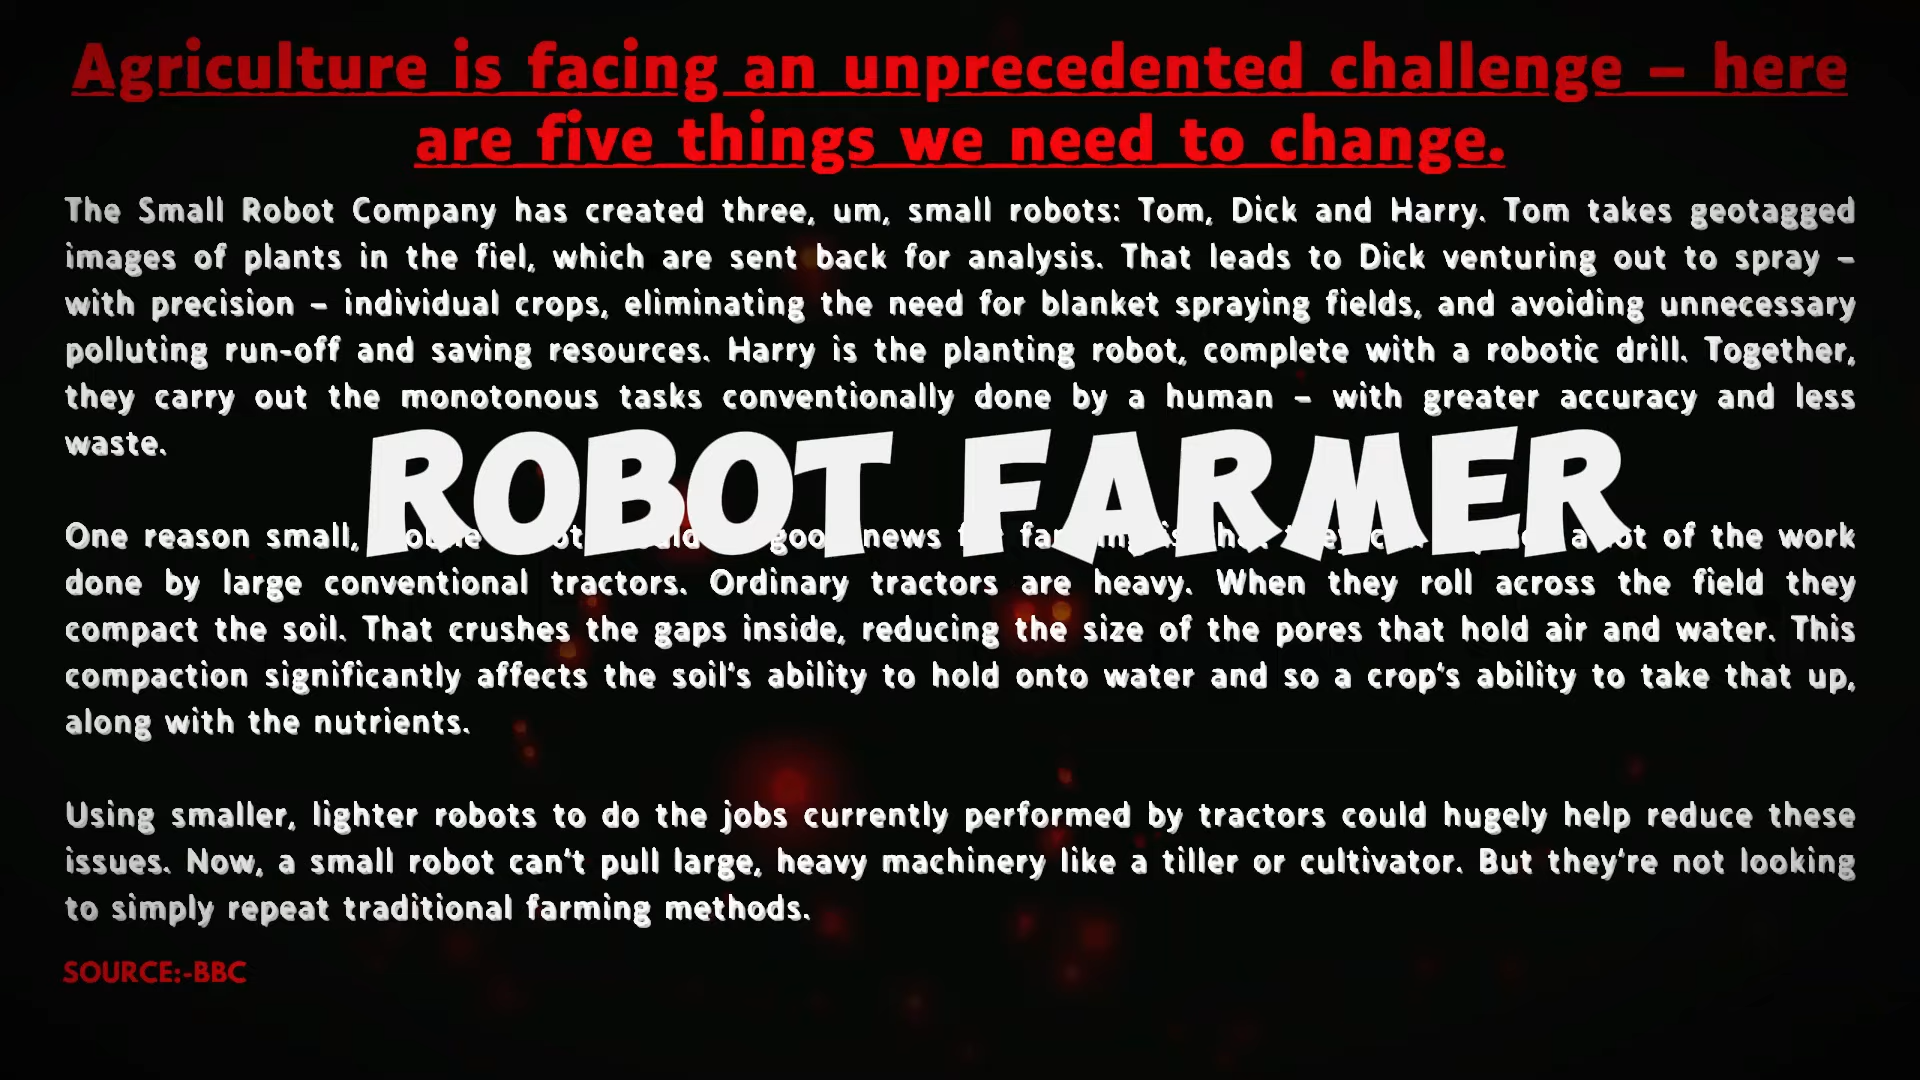 Agriculture is facing an unprecedented challenge – here
are five things we need to change.
The Small Robot Company has created three, um, small robots: Tom, Dick and Harry. Tom takes geotagged
images of plants in the fiel, which are sent back for analysis. That leads to Dick venturing out to spray –
with precision – individual crops, eliminating the need for blanket spraying fields, and avoiding unnecessary
polluting run-off and saving resources. Harry is the planting robot, complete with a robotic drill. Together,
they carry out the monotonous tasks conventionally done by a human – with greater accuracy and less
waste.
ROBOT FARMER
One reason small, news of the work
done by large conventional tractors. Ordinary tractors are heavy. When they roll across the field they
compact the soil. That crushes the gaps inside, reducing the size of the pores that hold air and water. This
compaction significantly affects the soil's ability to hold onto water and so a crop's ability to take that up,
along with the nutrients.
Using smaller, lighter robots to do the jobs currently performed by tractors could hugely help reduce these
issues. Now, a small robot can't pull large, heavy machinery like a tiller or cultivator. But they're not looking
to simply repeat traditional farming methods.
SOURCE:-BBC